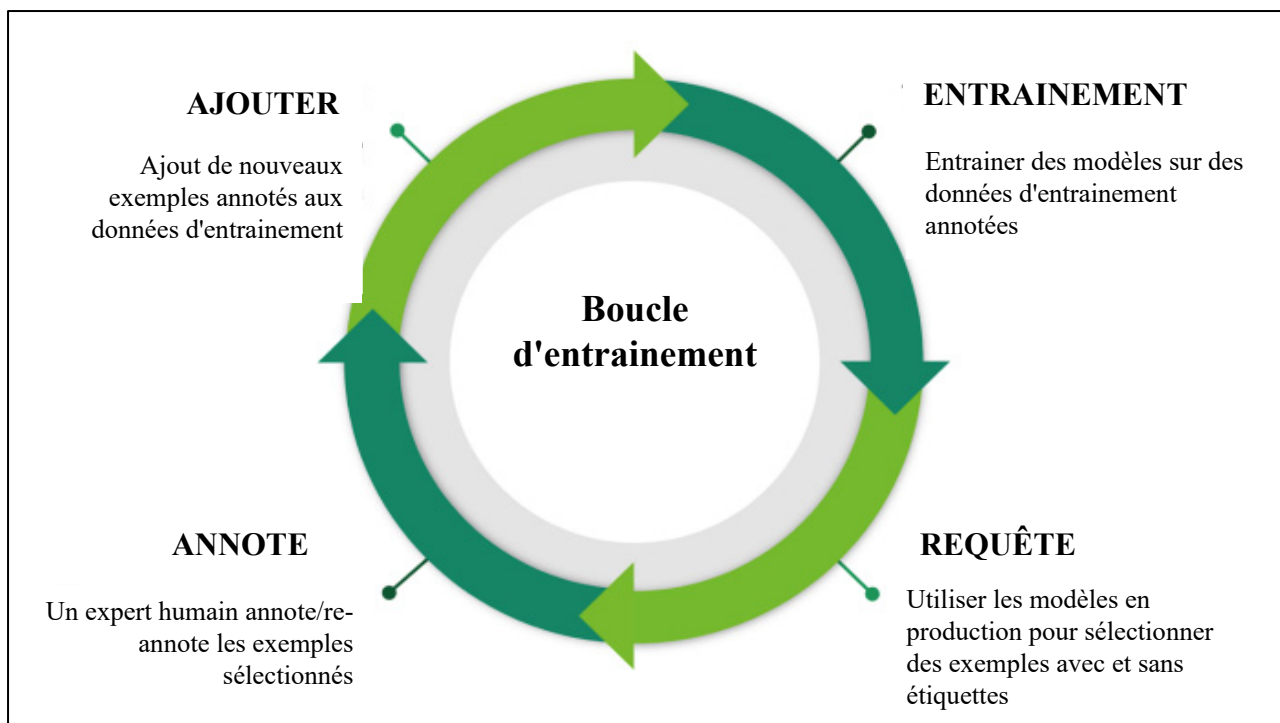 AJOUTER
Ajout de nouveaux
exemples annotés aux
données d'entrainement
ENTRAINEMENT
Entrainer des modèles sur des
données d'entrainement
annotées
Boucle
d'entrainement
ANNOTE
Un expert humain annote/re-
annote les exemples
sélectionnés
REQUÊTE
Utiliser les modèles en
production pour sélectionner
des exemples avec et sans
étiquettes